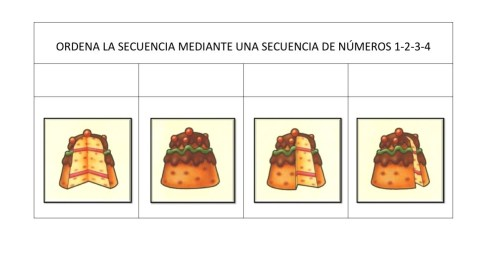 ORDENA LA SECUENCIA MEDIANTE UNA SECUENCIA DE NÚMEROS 1-2-3-4